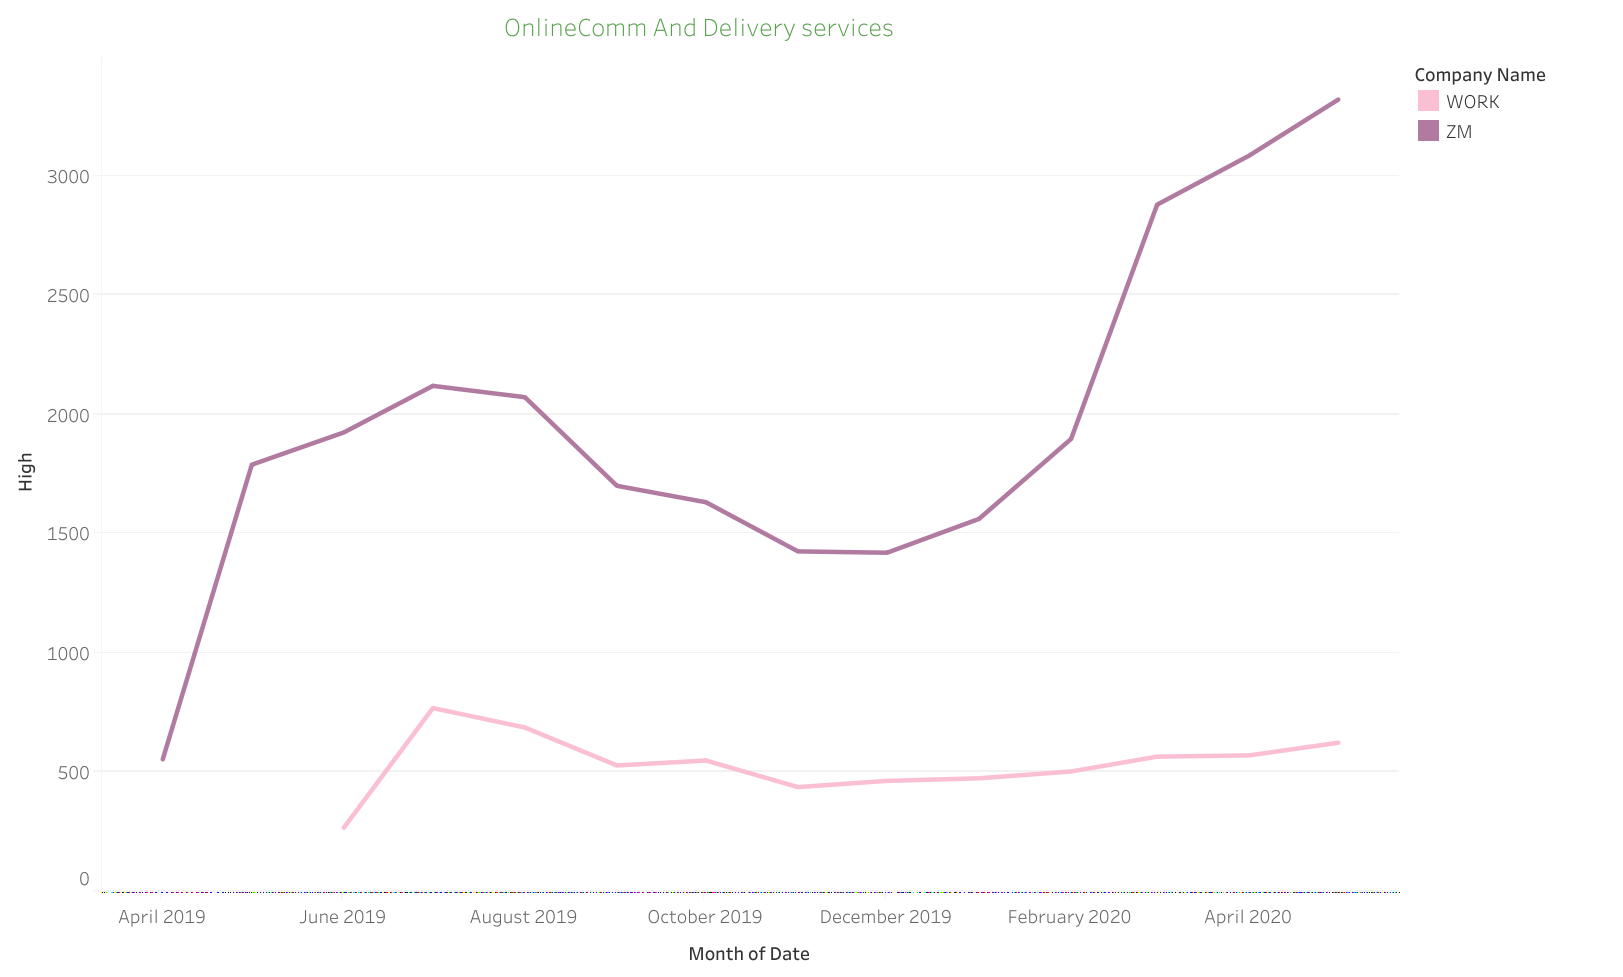 OnlineComm And Delivery services
Company Name
WORK
ZM
3000
2500
2000
1500
1000
500
0
High
April 2019 June 2019 August 2019 October 2019 December 2019 February 2020 April 2020
Month of Date